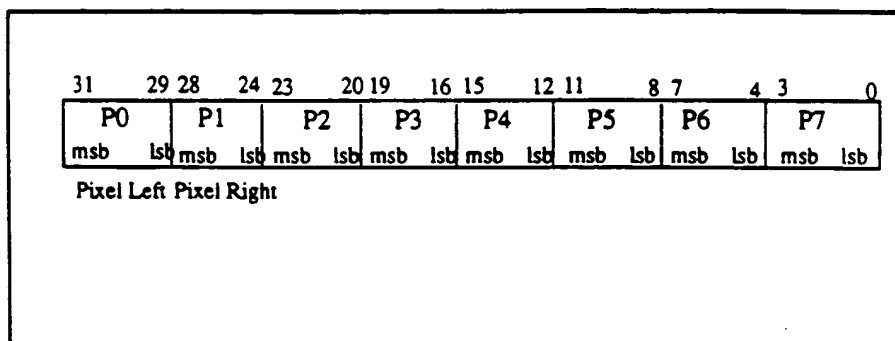 31 29 28 24 23 20 19 16 15 12 11 8 7 4 3 0
P0 P1 P2 P3 P4 P5 P6 P7
msb lsb msb lsb msb lsb msb lsb msb lsb msb lsb msb lsb msb lsb
Pixel Left Pixel Right